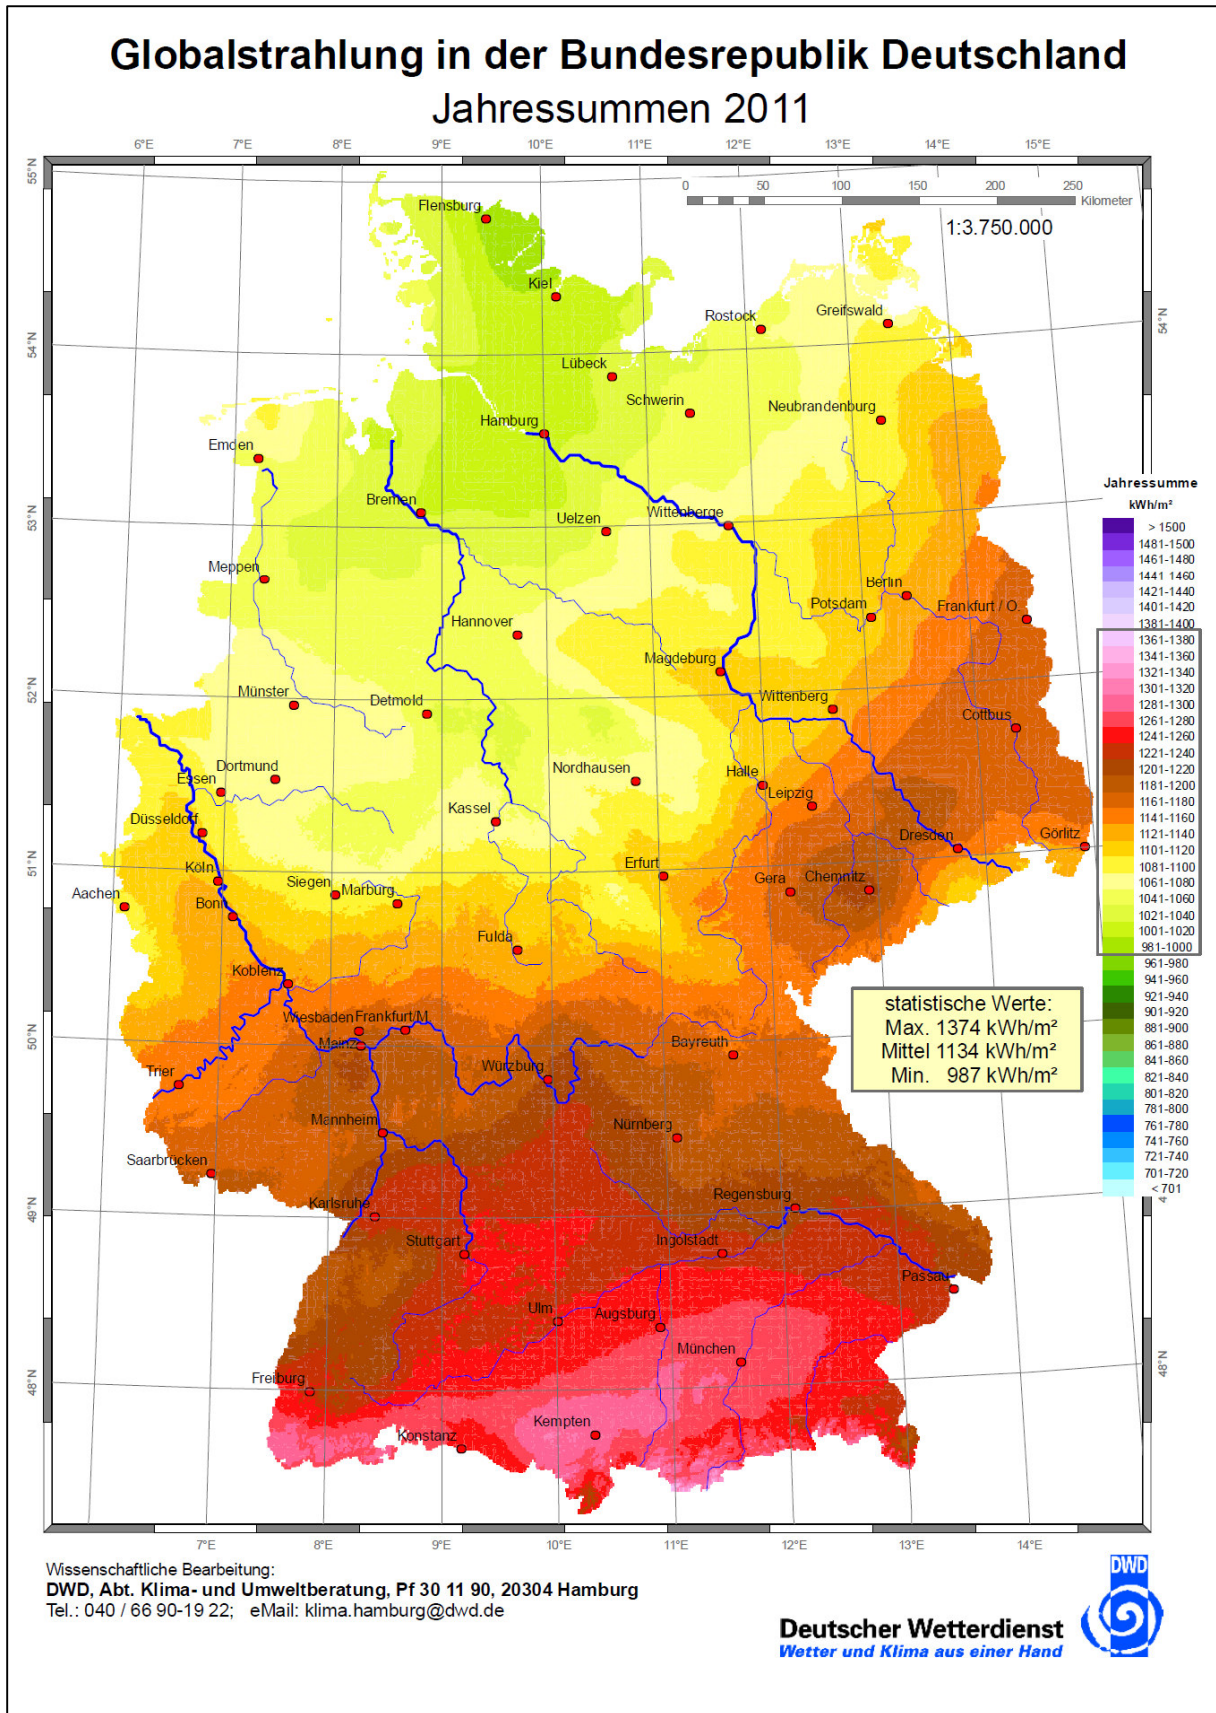 Globalstrahlung in der Bundesrepublik Deutschland
Jahressummen 2011
6°E 7°E 8°E 9°E 10°E 11°E 12°E 13°E 14°E 15°E
55°N
0 50 100 150 200 250
Kilometer
1:3.750.000
Flensburg
Kiel
Rostock
Greifswald
54°N
54°N
Lübeck
Schwerin
Neubrandenburg
Hamburg
Emden
Bremen
Uelzen
Wittenberge
53°N
Meppen
Berlin
Potsdam
Frankfurt / O.
Hannover
Magdeburg
52°N
Münster
Detmold
Wittenberg
Cottbus
Dortmund
Essen
Nordhausen
Halle
Leipzig
Düsseldorf
Kassel
Dresden
Görlitz
51°N
Köln
Erfurt
Aachen
Siegen
Marburg
Gera
Chemnitz
Bonn
Fulda
Koblenz
50°N
Wiesbaden
Frankfurt/M.
Mainz
Bayreuth
Trier
Würzburg
Mannheim
Nürnberg
Saarbrücken
49°N
Karlsruhe
Regensburg
Stuttgart
Ingolstadt
Passau
Ulm
Augsburg
München
48°N
48°N
Freiburg
Kempten
Konstanz
7°E 8°E 9°E 10°E 11°E 12°E 13°E 14°E
Jahressumme
kWh/m²
> 1500
1481-1500
1461-1480
1441-1460
1421-1440
1401-1420
1381-1400
1361-1380
1341-1360
1321-1340
1301-1320
1281-1300
1261-1280
1241-1260
1221-1240
1201-1220
1181-1200
1161-1180
1141-1160
1121-1140
1101-1120
1081-1100
1061-1080
1041-1060
1021-1040
1001-1020
981-1000
961-980
941-960
921-940
901-920
881-900
861-880
841-860
821-840
801-820
781-800
761-780
741-760
721-740
701-720
< 701
statistische Werte:
Max. 1374 kWh/m²
Mittel 1134 kWh/m²
Min. 987 kWh/m²
Wissenschaftliche Bearbeitung:
DWD, Abt. Klima- und Umweltberatung, Pf 30 11 90, 20304 Hamburg
Tel.: 040 / 66 90-19 22; eMail: klima.hamburg@dwd.de
DWD
Deutscher Wetterdienst
Wetter und Klima aus einer Hand